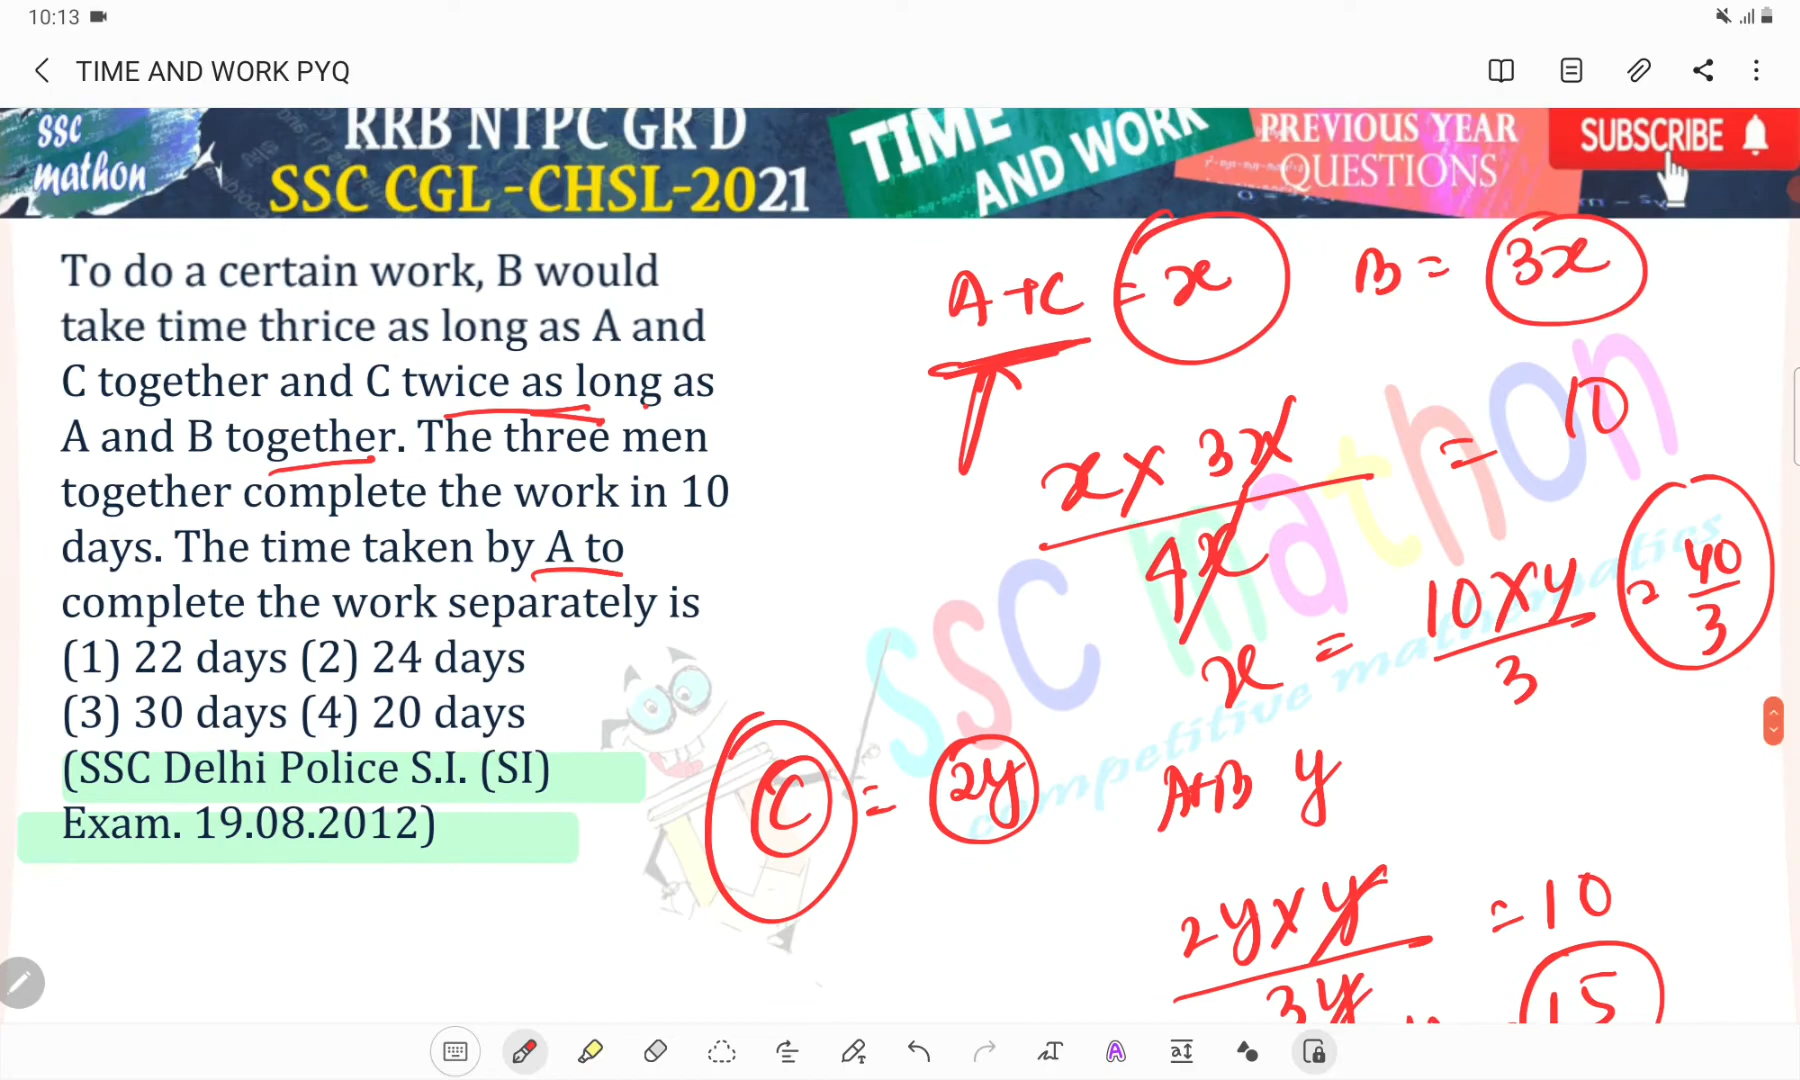 10:13
TIME AND WORK PYQ
ssc
mathon
RRB NTPC GR D
SSC CGL -CHSL-2021
TIME
AND WORK
PREVIOUS YEAR
QUESTIONS
SUBSCRIBE
To do a certain work, B would
take time thrice as long as A and
C together and C twice as long as
A and B together. The three men
together complete the work in 10
days. The time taken by A to
complete the work separately is
(1) 22 days (2) 24 days
(3) 30 days (4) 20 days
(SSC Delhi Police S.I. (SI)
Exam. 19.08.2012)
A+C = x B = 3x
x × 3x
4x
= 10
x = 10 × 4
3
= 40
3
C = 2y A+B y
2y × y
3y
= 10
15
SSC mathon
competitive mathematics